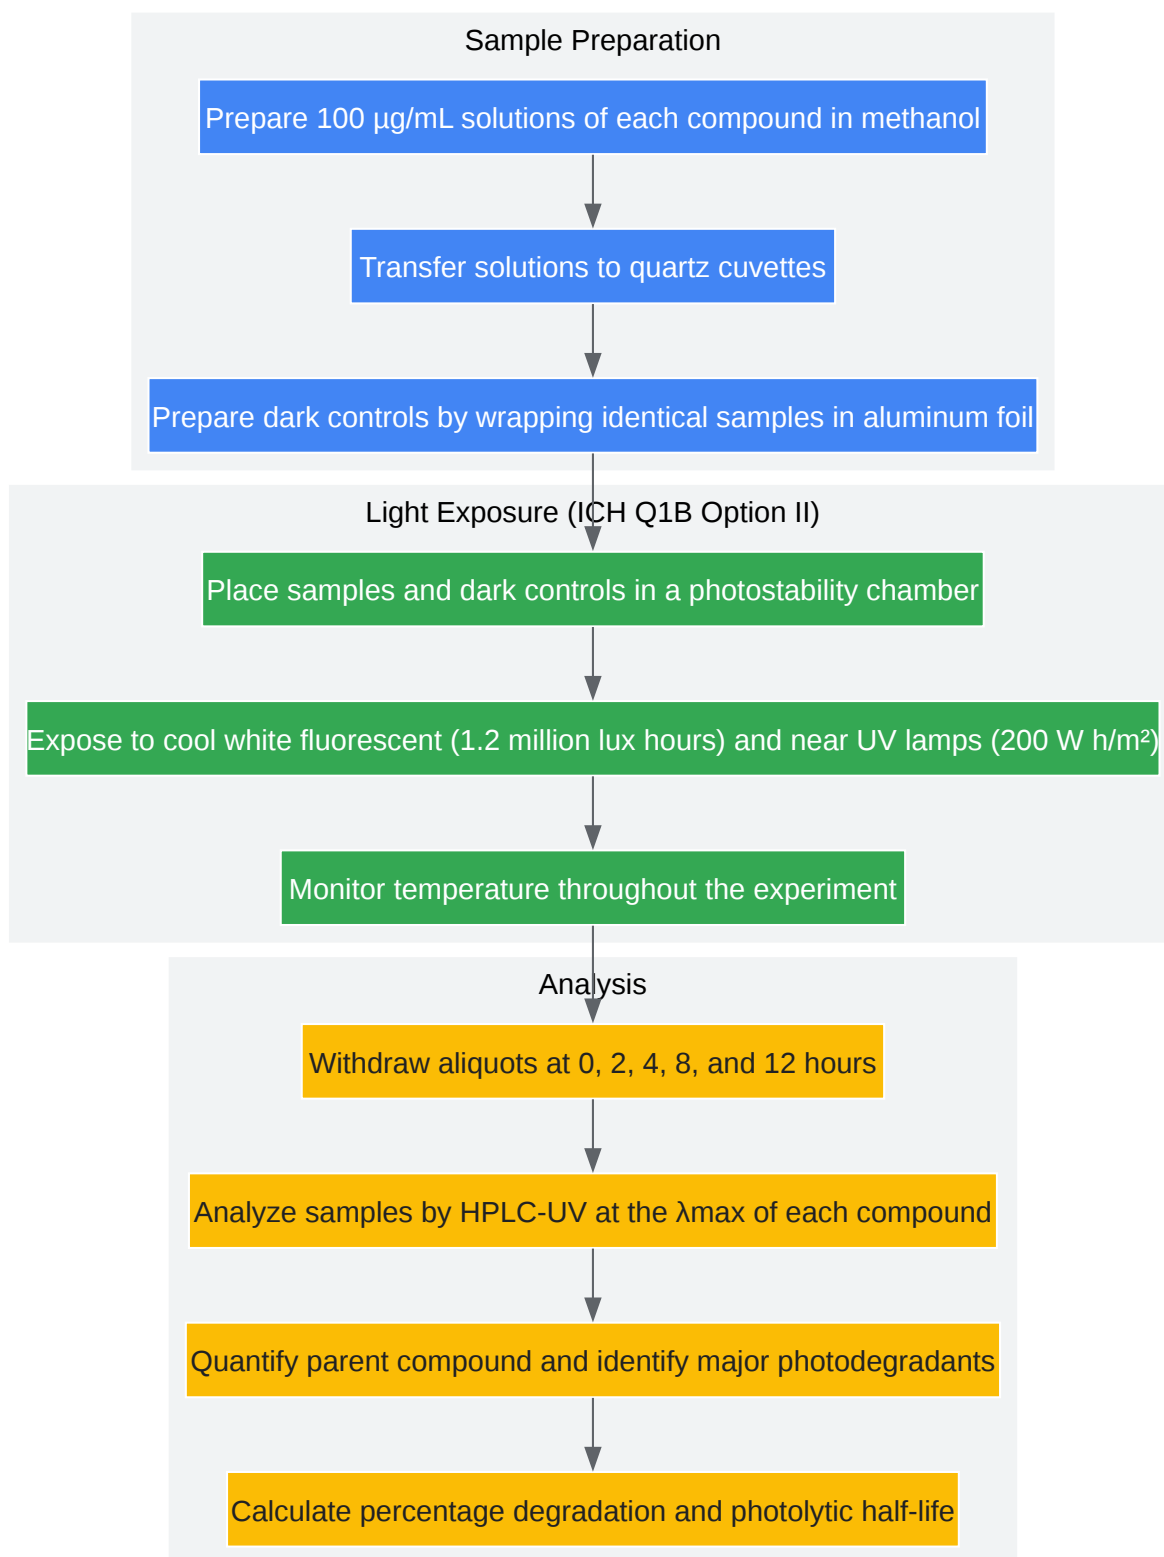 Sample Preparation
Prepare 100 µg/mL solutions of each compound in methanol
Transfer solutions to quartz cuvettes
Prepare dark controls by wrapping identical samples in aluminum foil
Light Exposure (ICH Q1B Option II)
Place samples and dark controls in a photostability chamber
Expose to cool white fluorescent (1.2 million lux hours) and near UV lamps (200 W h/m²)
Monitor temperature throughout the experiment
Analysis
Withdraw aliquots at 0, 2, 4, 8, and 12 hours
Analyze samples by HPLC-UV at the λmax of each compound
Quantify parent compound and identify major photodegradants
Calculate percentage degradation and photolytic half-life